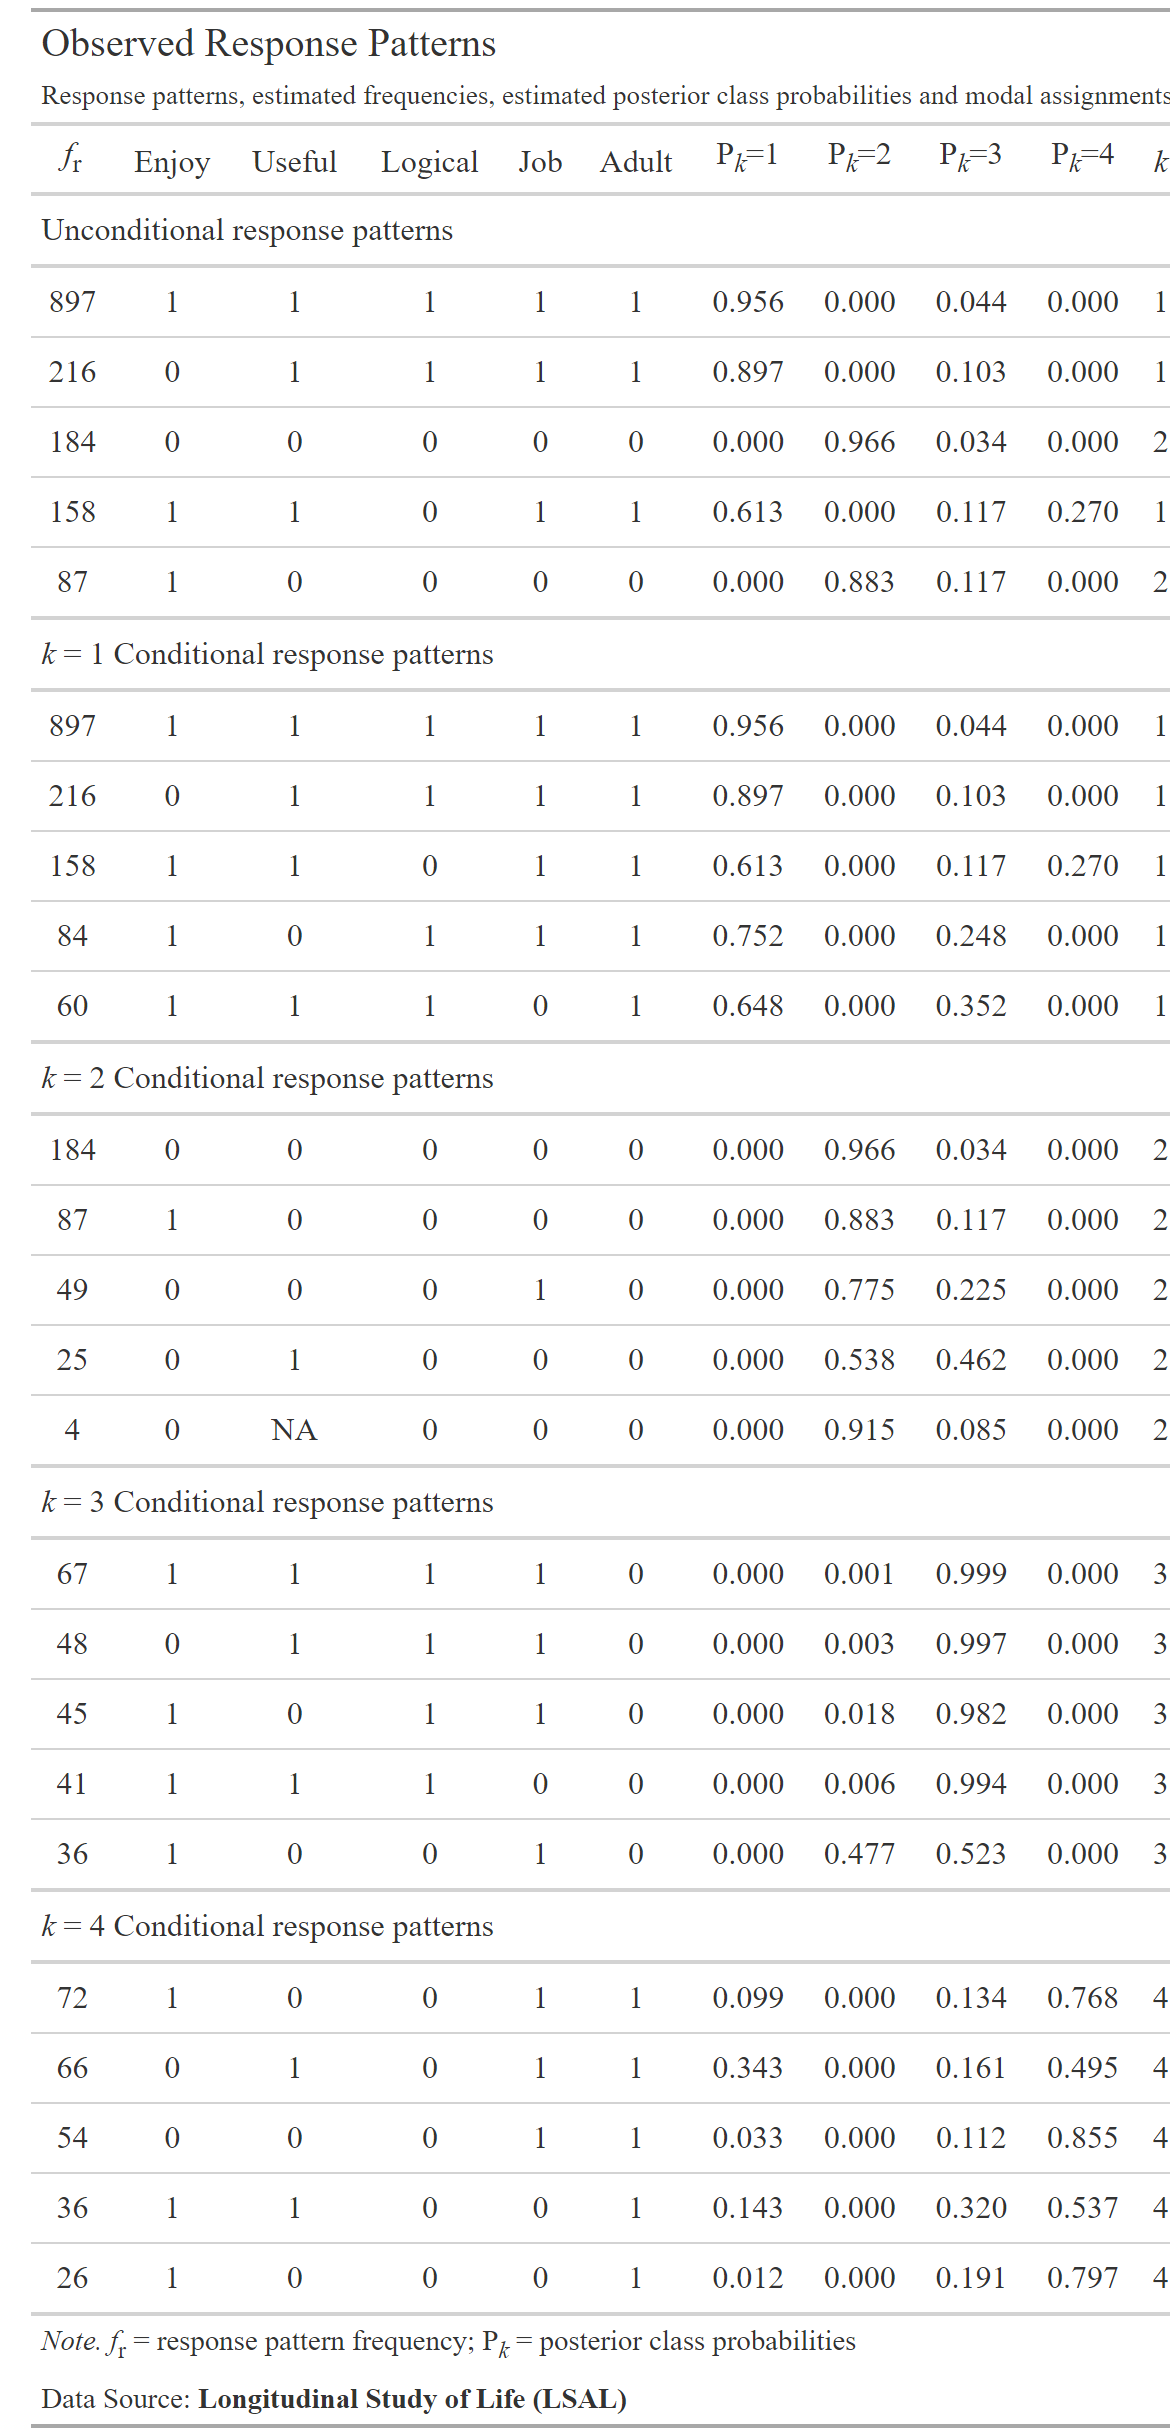 Observed Response Patterns
Response patterns, estimated frequencies, estimated posterior class probabilities and modal assignments
fr Enjoy Useful Logical Job Adult Pk=1 Pk=2 Pk=3 Pk=4 k
Unconditional response patterns
897 1 1 1 1 1 0.956 0.000 0.044 0.000 1
216 0 1 1 1 1 0.897 0.000 0.103 0.000 1
184 0 0 0 0 0 0.000 0.966 0.034 0.000 2
158 1 1 0 1 1 0.613 0.000 0.117 0.270 1
87 1 0 0 0 0 0.000 0.883 0.117 0.000 2
k = 1 Conditional response patterns
897 1 1 1 1 1 0.956 0.000 0.044 0.000 1
216 0 1 1 1 1 0.897 0.000 0.103 0.000 1
158 1 1 0 1 1 0.613 0.000 0.117 0.270 1
84 1 0 1 1 1 0.752 0.000 0.248 0.000 1
60 1 1 1 0 1 0.648 0.000 0.352 0.000 1
k = 2 Conditional response patterns
184 0 0 0 0 0 0.000 0.966 0.034 0.000 2
87 1 0 0 0 0 0.000 0.883 0.117 0.000 2
49 0 0 0 1 0 0.000 0.775 0.225 0.000 2
25 0 1 0 0 0 0.000 0.538 0.462 0.000 2
4 0 NA 0 0 0 0.000 0.915 0.085 0.000 2
k = 3 Conditional response patterns
67 1 1 1 1 0 0.000 0.001 0.999 0.000 3
48 0 1 1 1 0 0.000 0.003 0.997 0.000 3
45 1 0 1 1 0 0.000 0.018 0.982 0.000 3
41 1 1 1 0 0 0.000 0.006 0.994 0.000 3
36 1 0 0 1 0 0.000 0.477 0.523 0.000 3
k = 4 Conditional response patterns
72 1 0 0 1 1 0.099 0.000 0.134 0.768 4
66 0 1 0 1 1 0.343 0.000 0.161 0.495 4
54 0 0 0 1 1 0.033 0.000 0.112 0.855 4
36 1 1 0 0 1 0.143 0.000 0.320 0.537 4
26 1 0 0 0 1 0.012 0.000 0.191 0.797 4
Note. fr = response pattern frequency; Pk = posterior class probabilities
Data Source: Longitudinal Study of Life (LSAL)